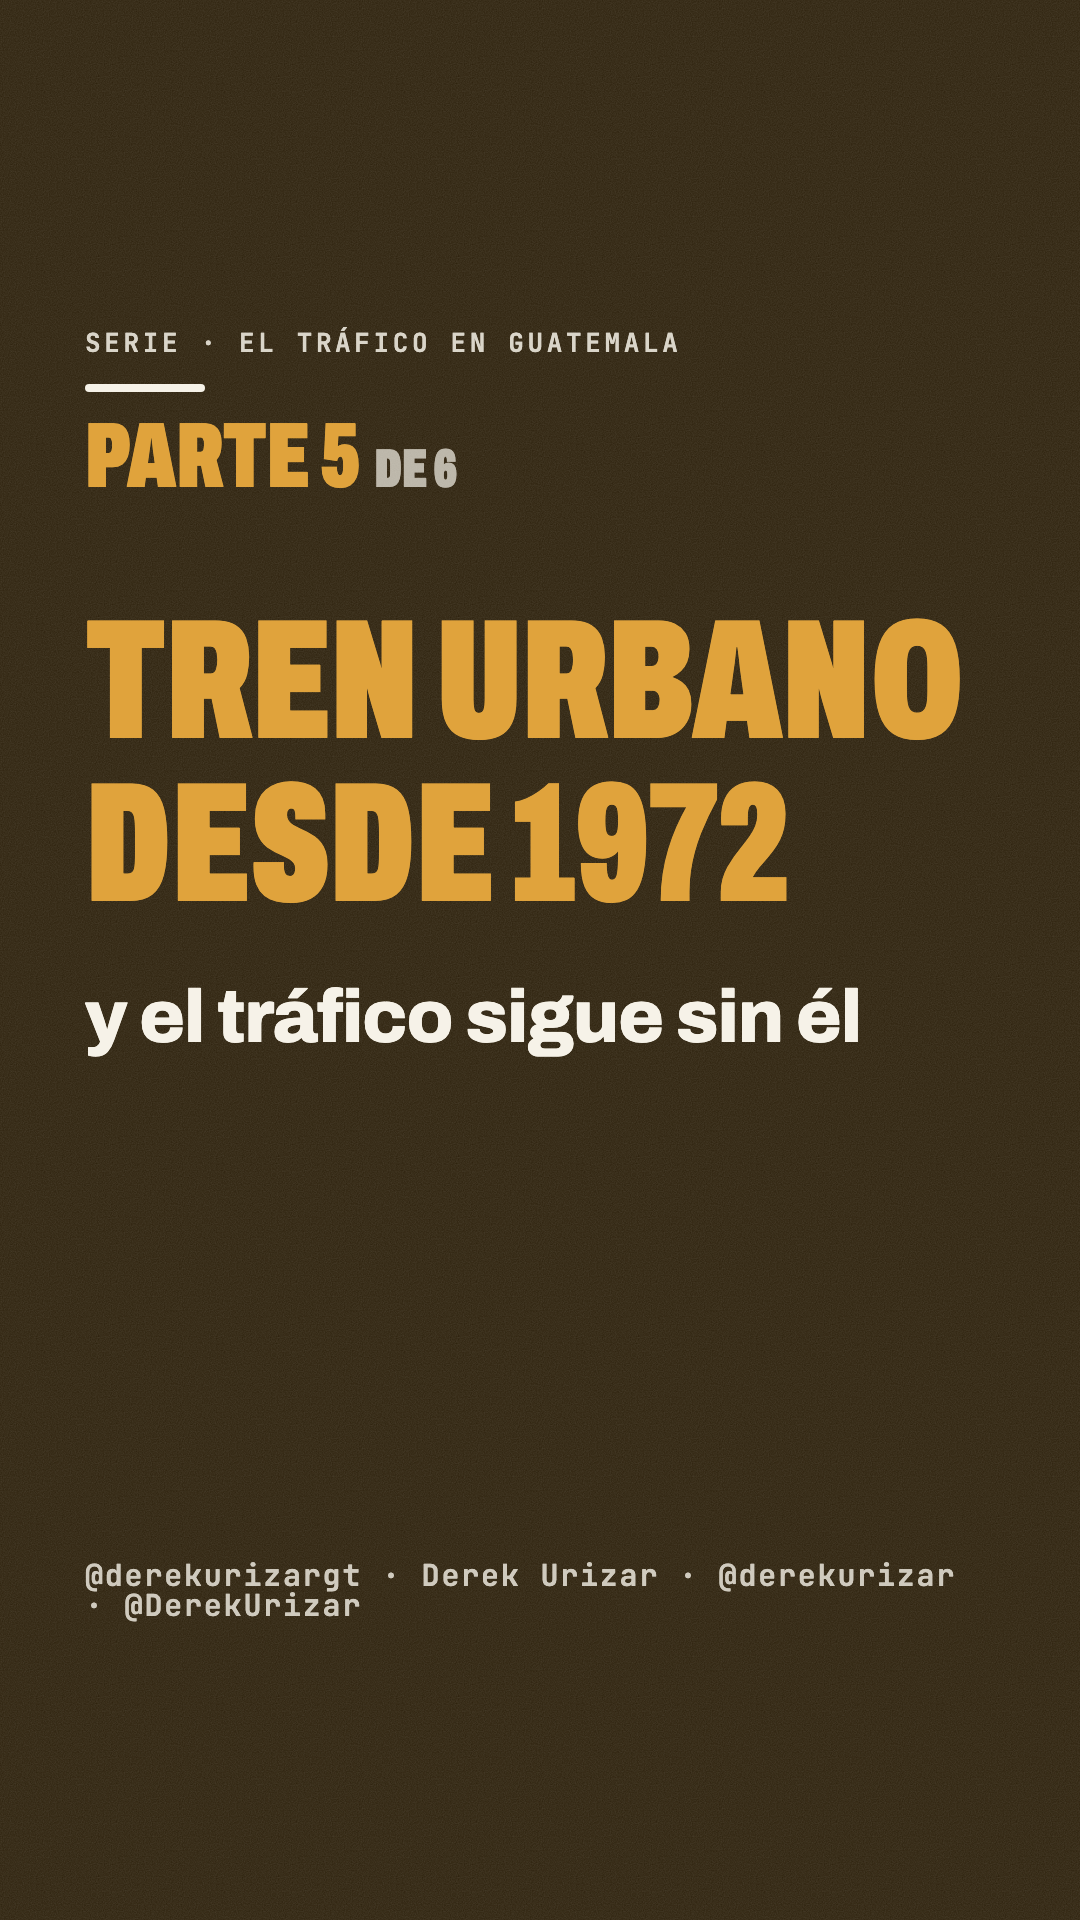 SERIE · EL TRÁFICO EN GUATEMALA
PARTE 5 DE 6
TREN URBANO
DESDE 1972
y el tráfico sigue sin él
@derekurizargt · Derek Urizar · @derekurizar
· @DerekUrizar